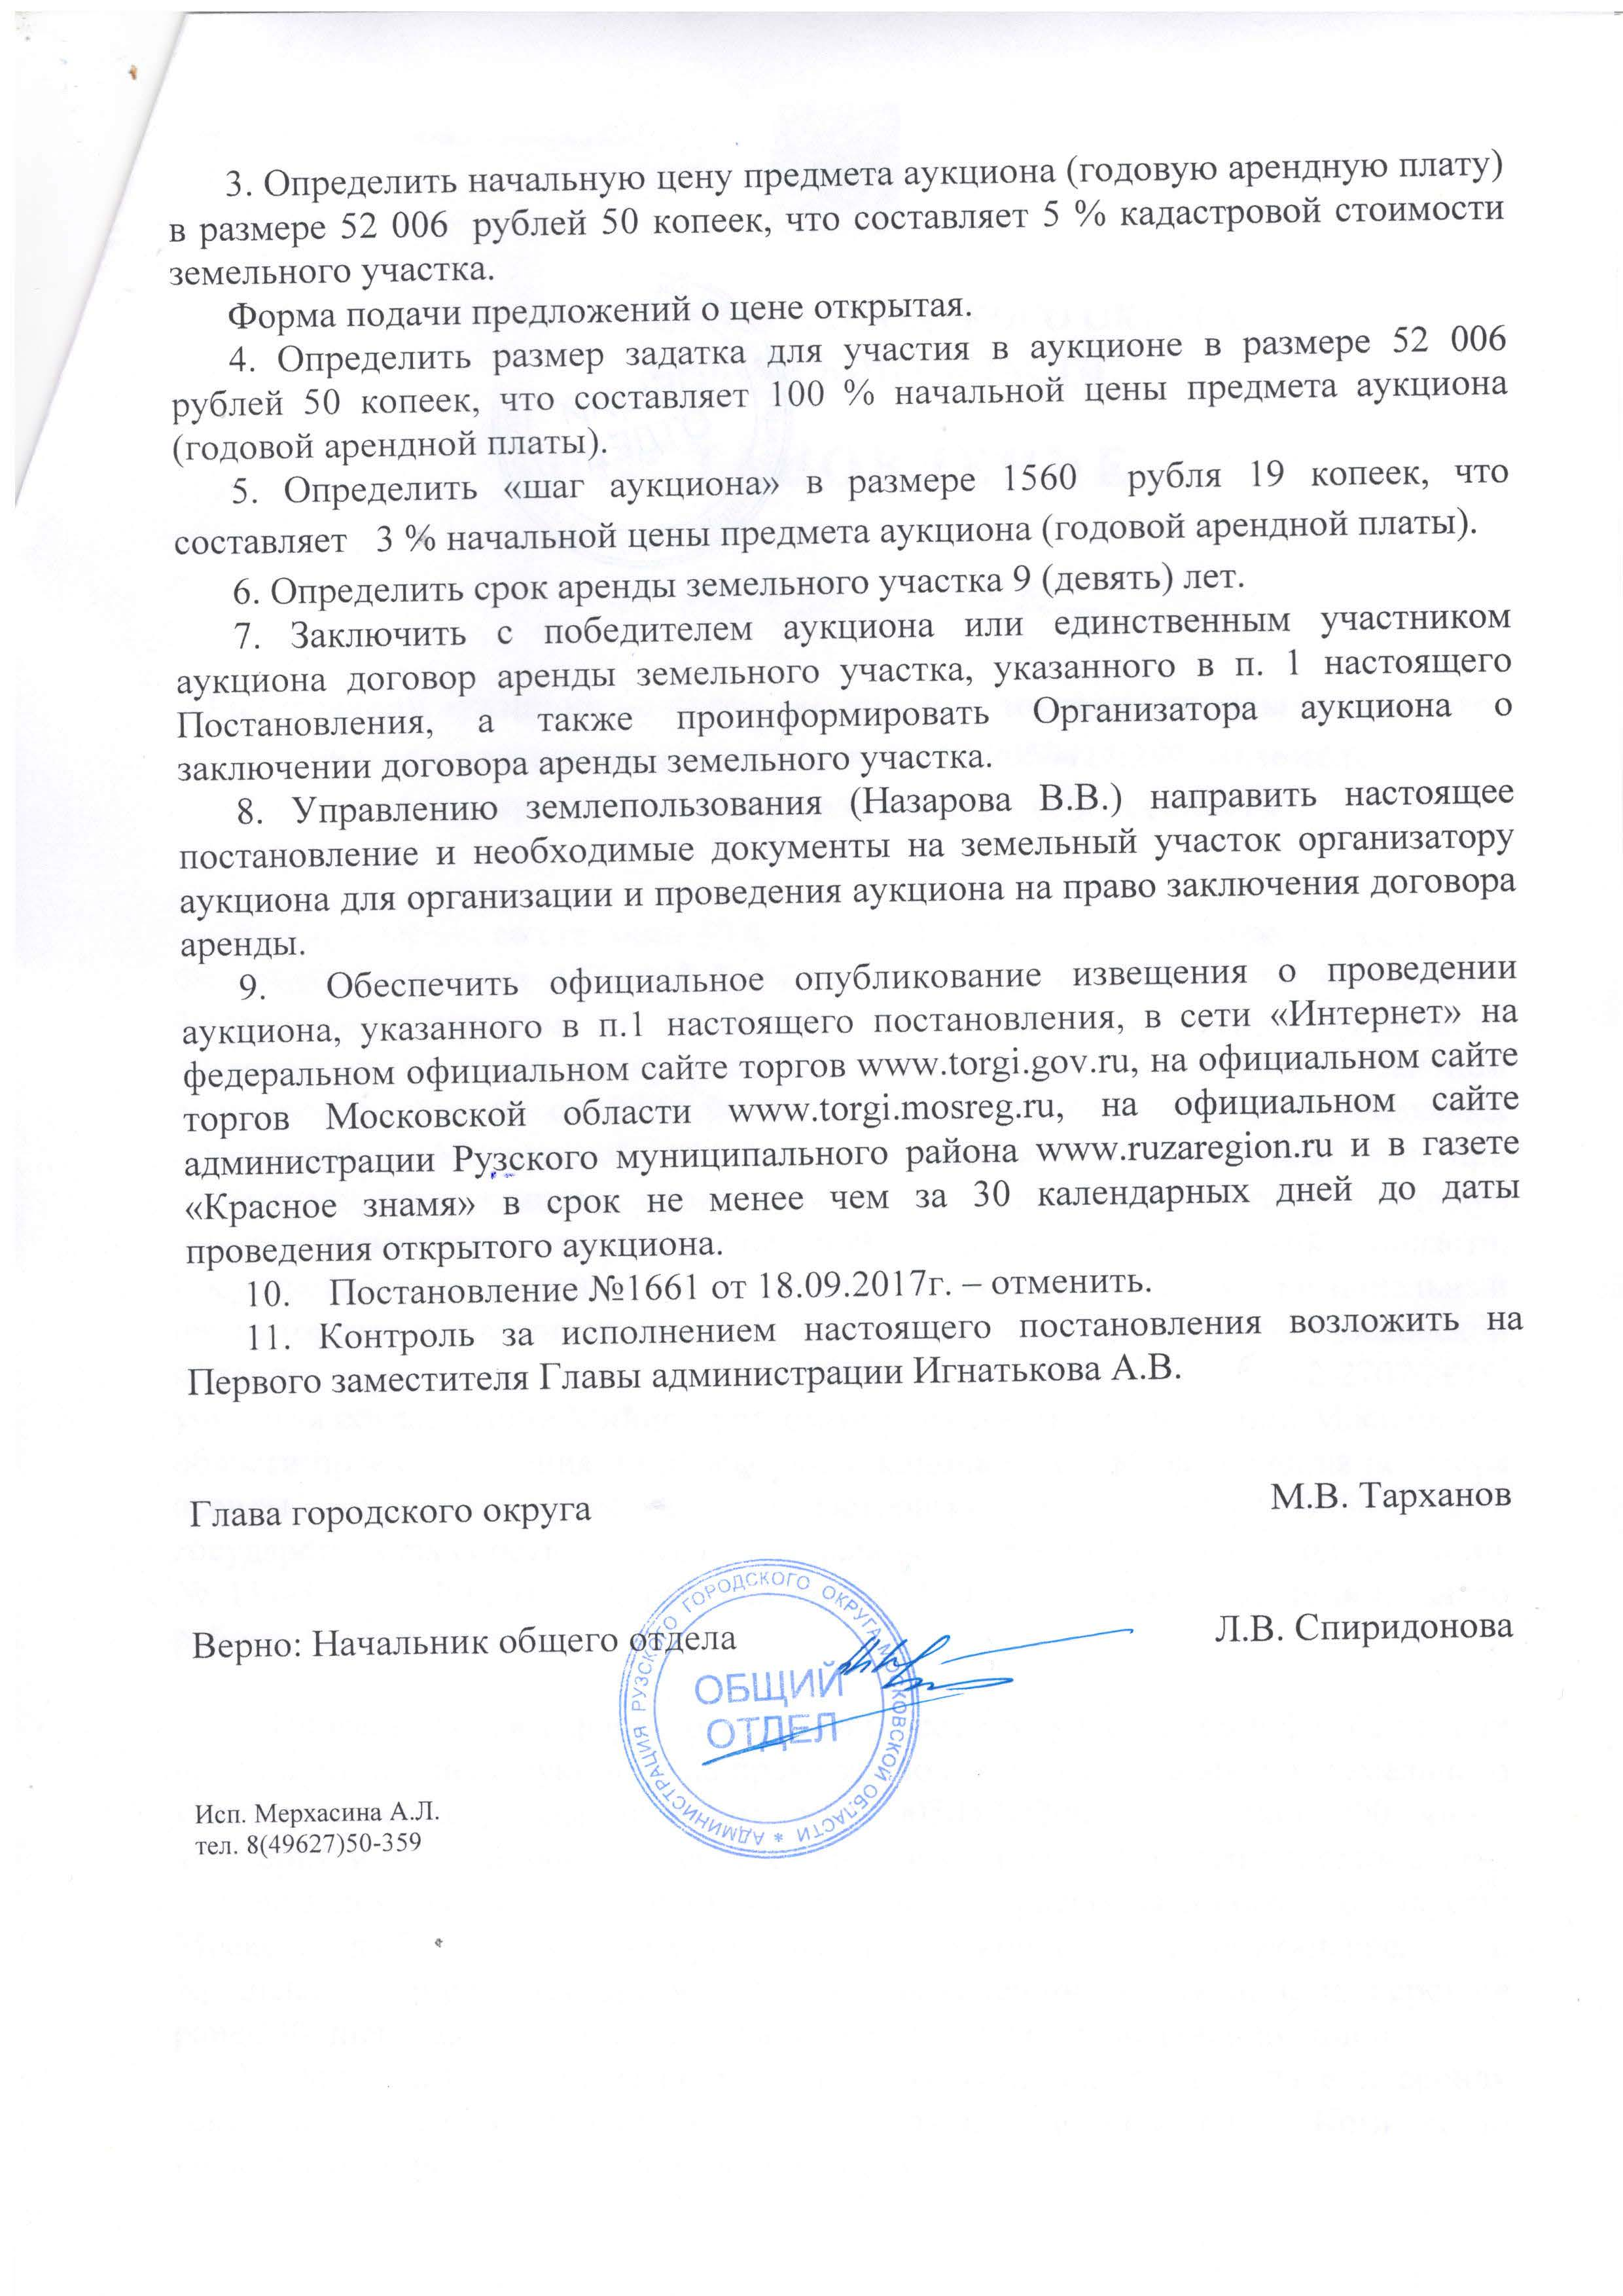 3. Определить начальную цену предмета аукциона (годовую арендную плату)
в размере 52 006 рублей 50 копеек, что составляет 5 % кадастровой стоимости
земельного участка.
Форма подачи предложений о цене открытая.
4. Определить размер задатка для участия в аукционе в размере 52 006
рублей 50 копеек, что составляет 100 % начальной цены предмета аукциона
(годовой арендной платы).
5. Определить «шаг аукциона» в размере 1560 рубля 19 копеек, что
составляет 3 % начальной цены предмета аукциона (годовой арендной платы).
6. Определить срок аренды земельного участка 9 (девять) лет.
7. Заключить с победителем аукциона или единственным участником
аукциона договор аренды земельного участка, указанного в п. 1 настоящего
Постановления, а также проинформировать Организатора аукциона о
заключении договора аренды земельного участка.
8. Управлению землепользования (Назарова В.В.) направить настоящее
постановление и необходимые документы на земельный участок организатору
аукциона для организации и проведения аукциона на право заключения договора
аренды.
9. Обеспечить официальное опубликование извещения о проведении
аукциона, указанного в п.1 настоящего постановления, в сети «Интернет» на
федеральном официальном сайте торгов www.torgi.gov.ru, на официальном сайте
торгов Московской области www.torgi.mosreg.ru, на официальном сайте
администрации Рузского муниципального района www.ruzaregion.ru и в газете
«Красное знамя» в срок не менее чем за 30 календарных дней до даты
проведения открытого аукциона.
10. Постановление №1661 от 18.09.2017г. – отменить.
11. Контроль за исполнением настоящего постановления возложить на
Первого заместителя Главы администрации Игнатькова А.В.
Глава городского округа М.В. Тарханов
Верно: Начальник общего отдела Л.В. Спиридонова
АДМИНИСТРАЦИЯ РУЗСКОГО ГОРОДСКОГО ОКРУГА МОСКОВСКОЙ ОБЛАСТИ *
ОБЩИЙ
ОТДЕЛ
Исп. Мерхасина А.Л.
тел. 8(49627)50-359